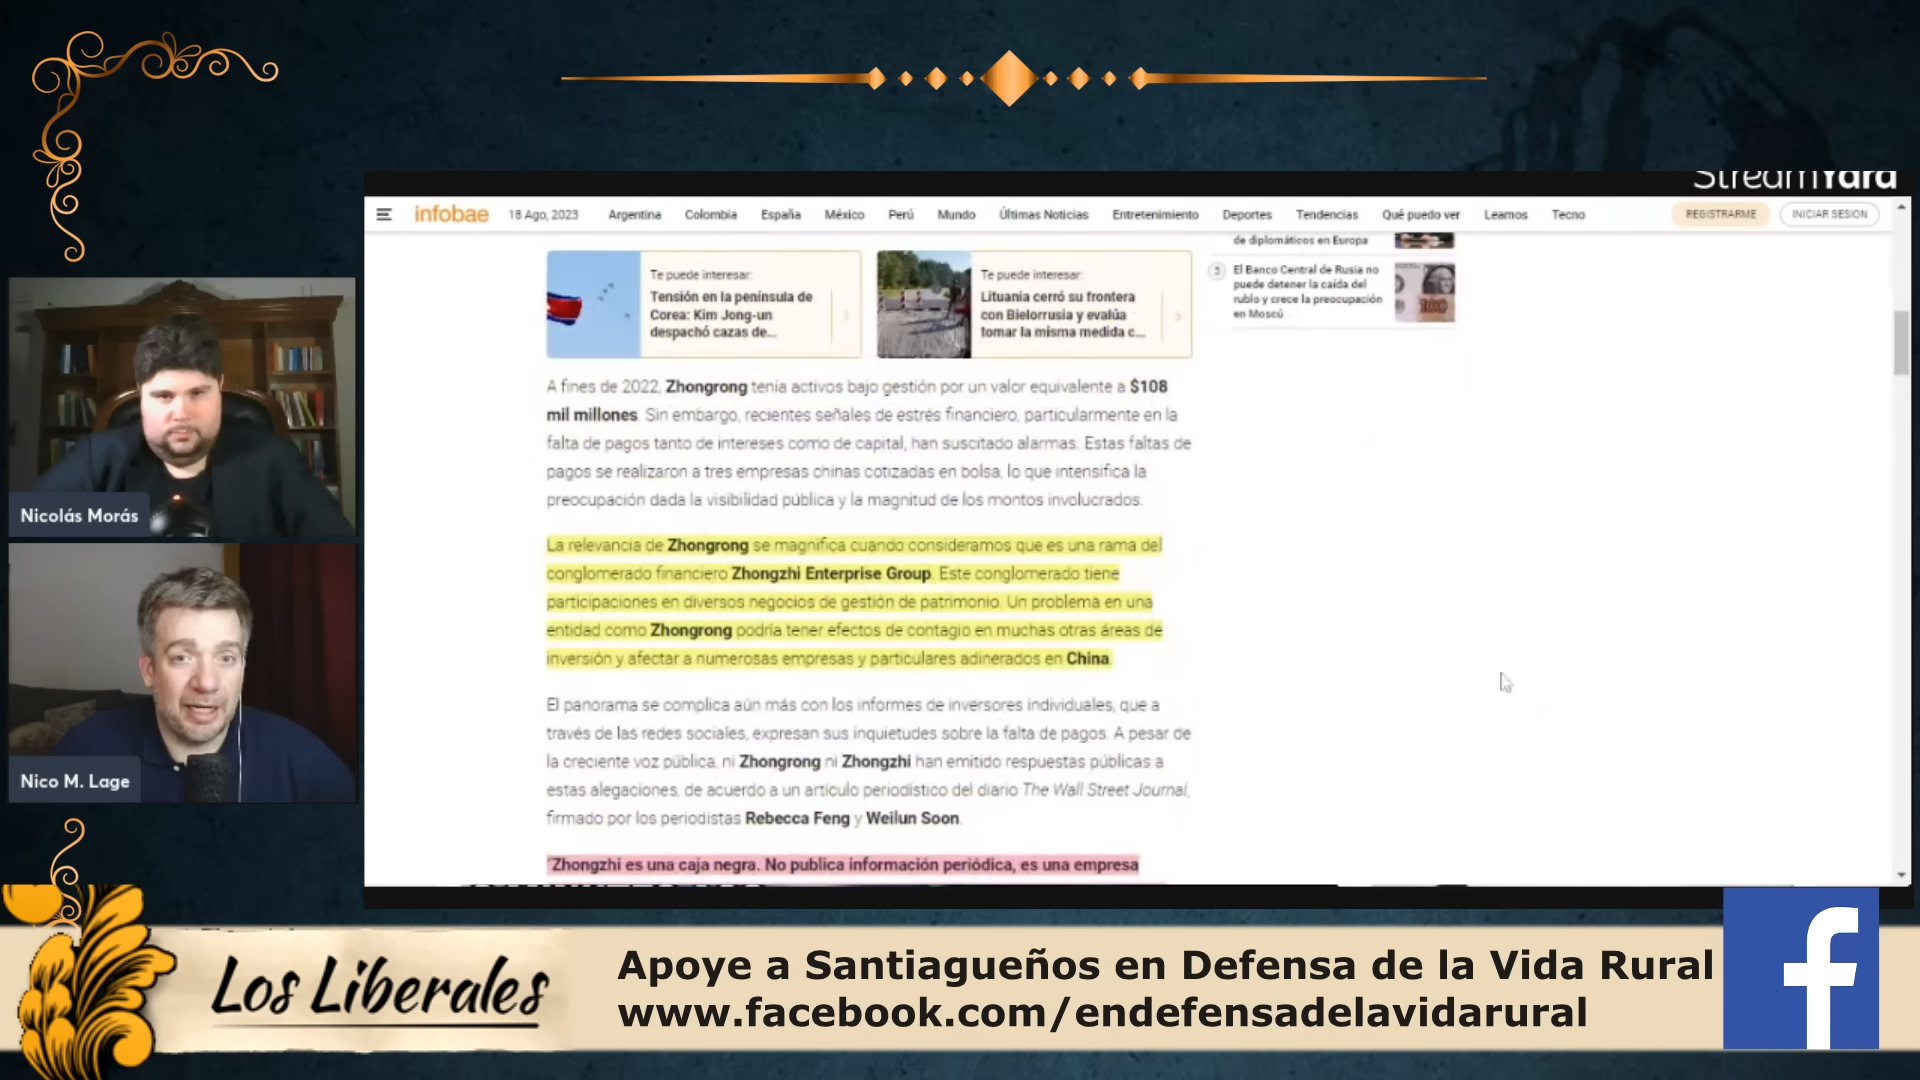 StreamYard
infobae
18 Ago, 2023
Argentina
Colombia
España
México
Perú
Mundo
Últimas Noticias
Entretenimiento
Deportes
Tendencias
Qué puedo ver
Leamos
Tecno
REGISTRARME
INICIAR SESION
Te puede interesar:
Tensión en la península de
Corea: Kim Jong-un
despachó cazas de...
Te puede interesar:
Lituania cerró su frontera
con Bielorrusia y evalúa
tomar la misma medida c...
de diplomáticos en Europa
5
El Banco Central de Rusia no
puede detener la caída del
rublo y crece la preocupación
en Moscú
A fines de 2022, Zhongrong tenía activos bajo gestión por un valor equivalente a $108
mil millones. Sin embargo, recientes señales de estrés financiero, particularmente en la
falta de pagos tanto de intereses como de capital, han suscitado alarmas. Estas faltas de
pagos se realizaron a tres empresas chinas cotizadas en bolsa, lo que intensifica la
preocupación dada la visibilidad pública y la magnitud de los montos involucrados.
La relevancia de Zhongrong se magnifica cuando consideramos que es una rama del
conglomerado financiero Zhongzhi Enterprise Group. Este conglomerado tiene
participaciones en diversos negocios de gestión de patrimonio. Un problema en una
entidad como Zhongrong podría tener efectos de contagio en muchas otras áreas de
inversión y afectar a numerosas empresas y particulares adinerados en China.
El panorama se complica aún más con los informes de inversores individuales, que a
través de las redes sociales, expresan sus inquietudes sobre la falta de pagos. A pesar de
la creciente voz pública, ni Zhongrong ni Zhongzhi han emitido respuestas públicas a
estas alegaciones, de acuerdo a un artículo periodístico del diario The Wall Street Journal,
firmado por los periodistas Rebecca Feng y Weilun Soon.
"Zhongzhi es una caja negra. No publica información periódica, es una empresa
Nicolás Morás
Nico M. Lage
Los Liberales
Apoye a Santiagueños en Defensa de la Vida Rural
www.facebook.com/endefensadelavidarural
f